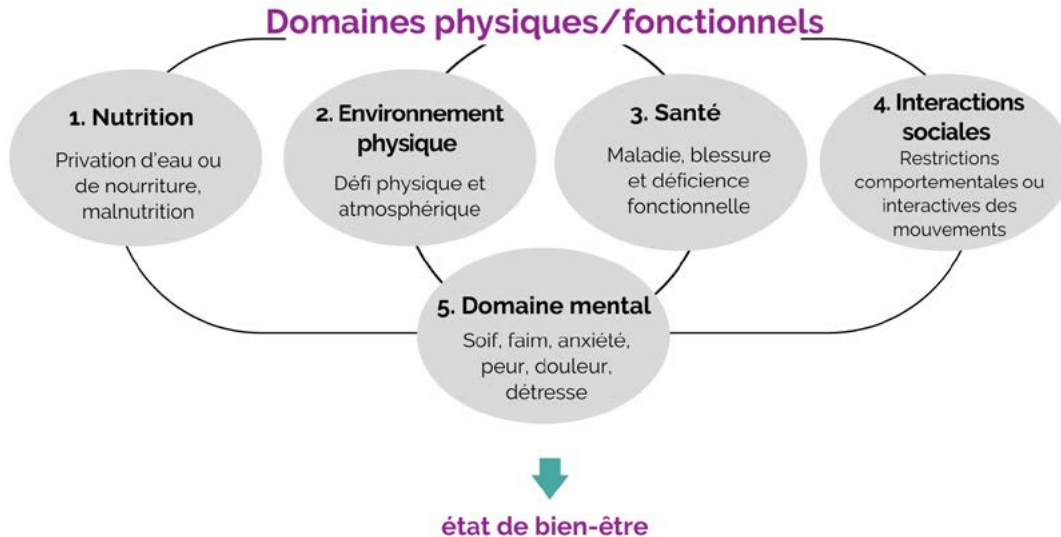 Domaines physiques/fonctionnels
1. Nutrition
Privation d'eau ou
de nourriture,
malnutrition
2. Environnement
physique
Défi physique et
atmosphérique
3. Santé
Maladie, blessure
et déficience
fonctionnelle
4. Interactions
sociales
Restrictions
comportementales ou
interactives des
mouvements
5. Domaine mental
Soif, faim, anxiété,
peur, douleur,
détresse
état de bien-être